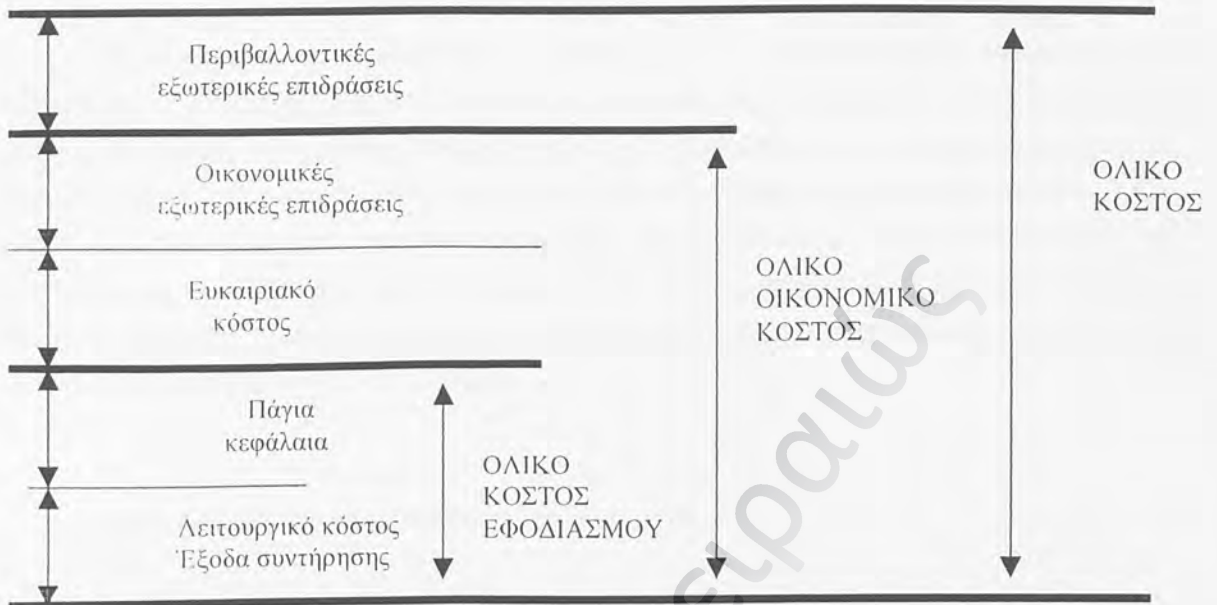 Περιβαλλοντικές
εξωτερικές επιδράσεις
Οικονομικές
εξωτερικές επιδράσεις
Ευκαιριακό
κόστος
Πάγια
κεφάλαια
Λειτουργικό κόστος
Έξοδα συντήρησης
ΟΛΙΚΟ
ΚΟΣΤΟΣ
ΕΦΟΔΙΑΣΜΟΥ
ΟΛΙΚΟ
ΟΙΚΟΝΟΜΙΚΟ
ΚΟΣΤΟΣ
ΟΛΙΚΟ
ΚΟΣΤΟΣ